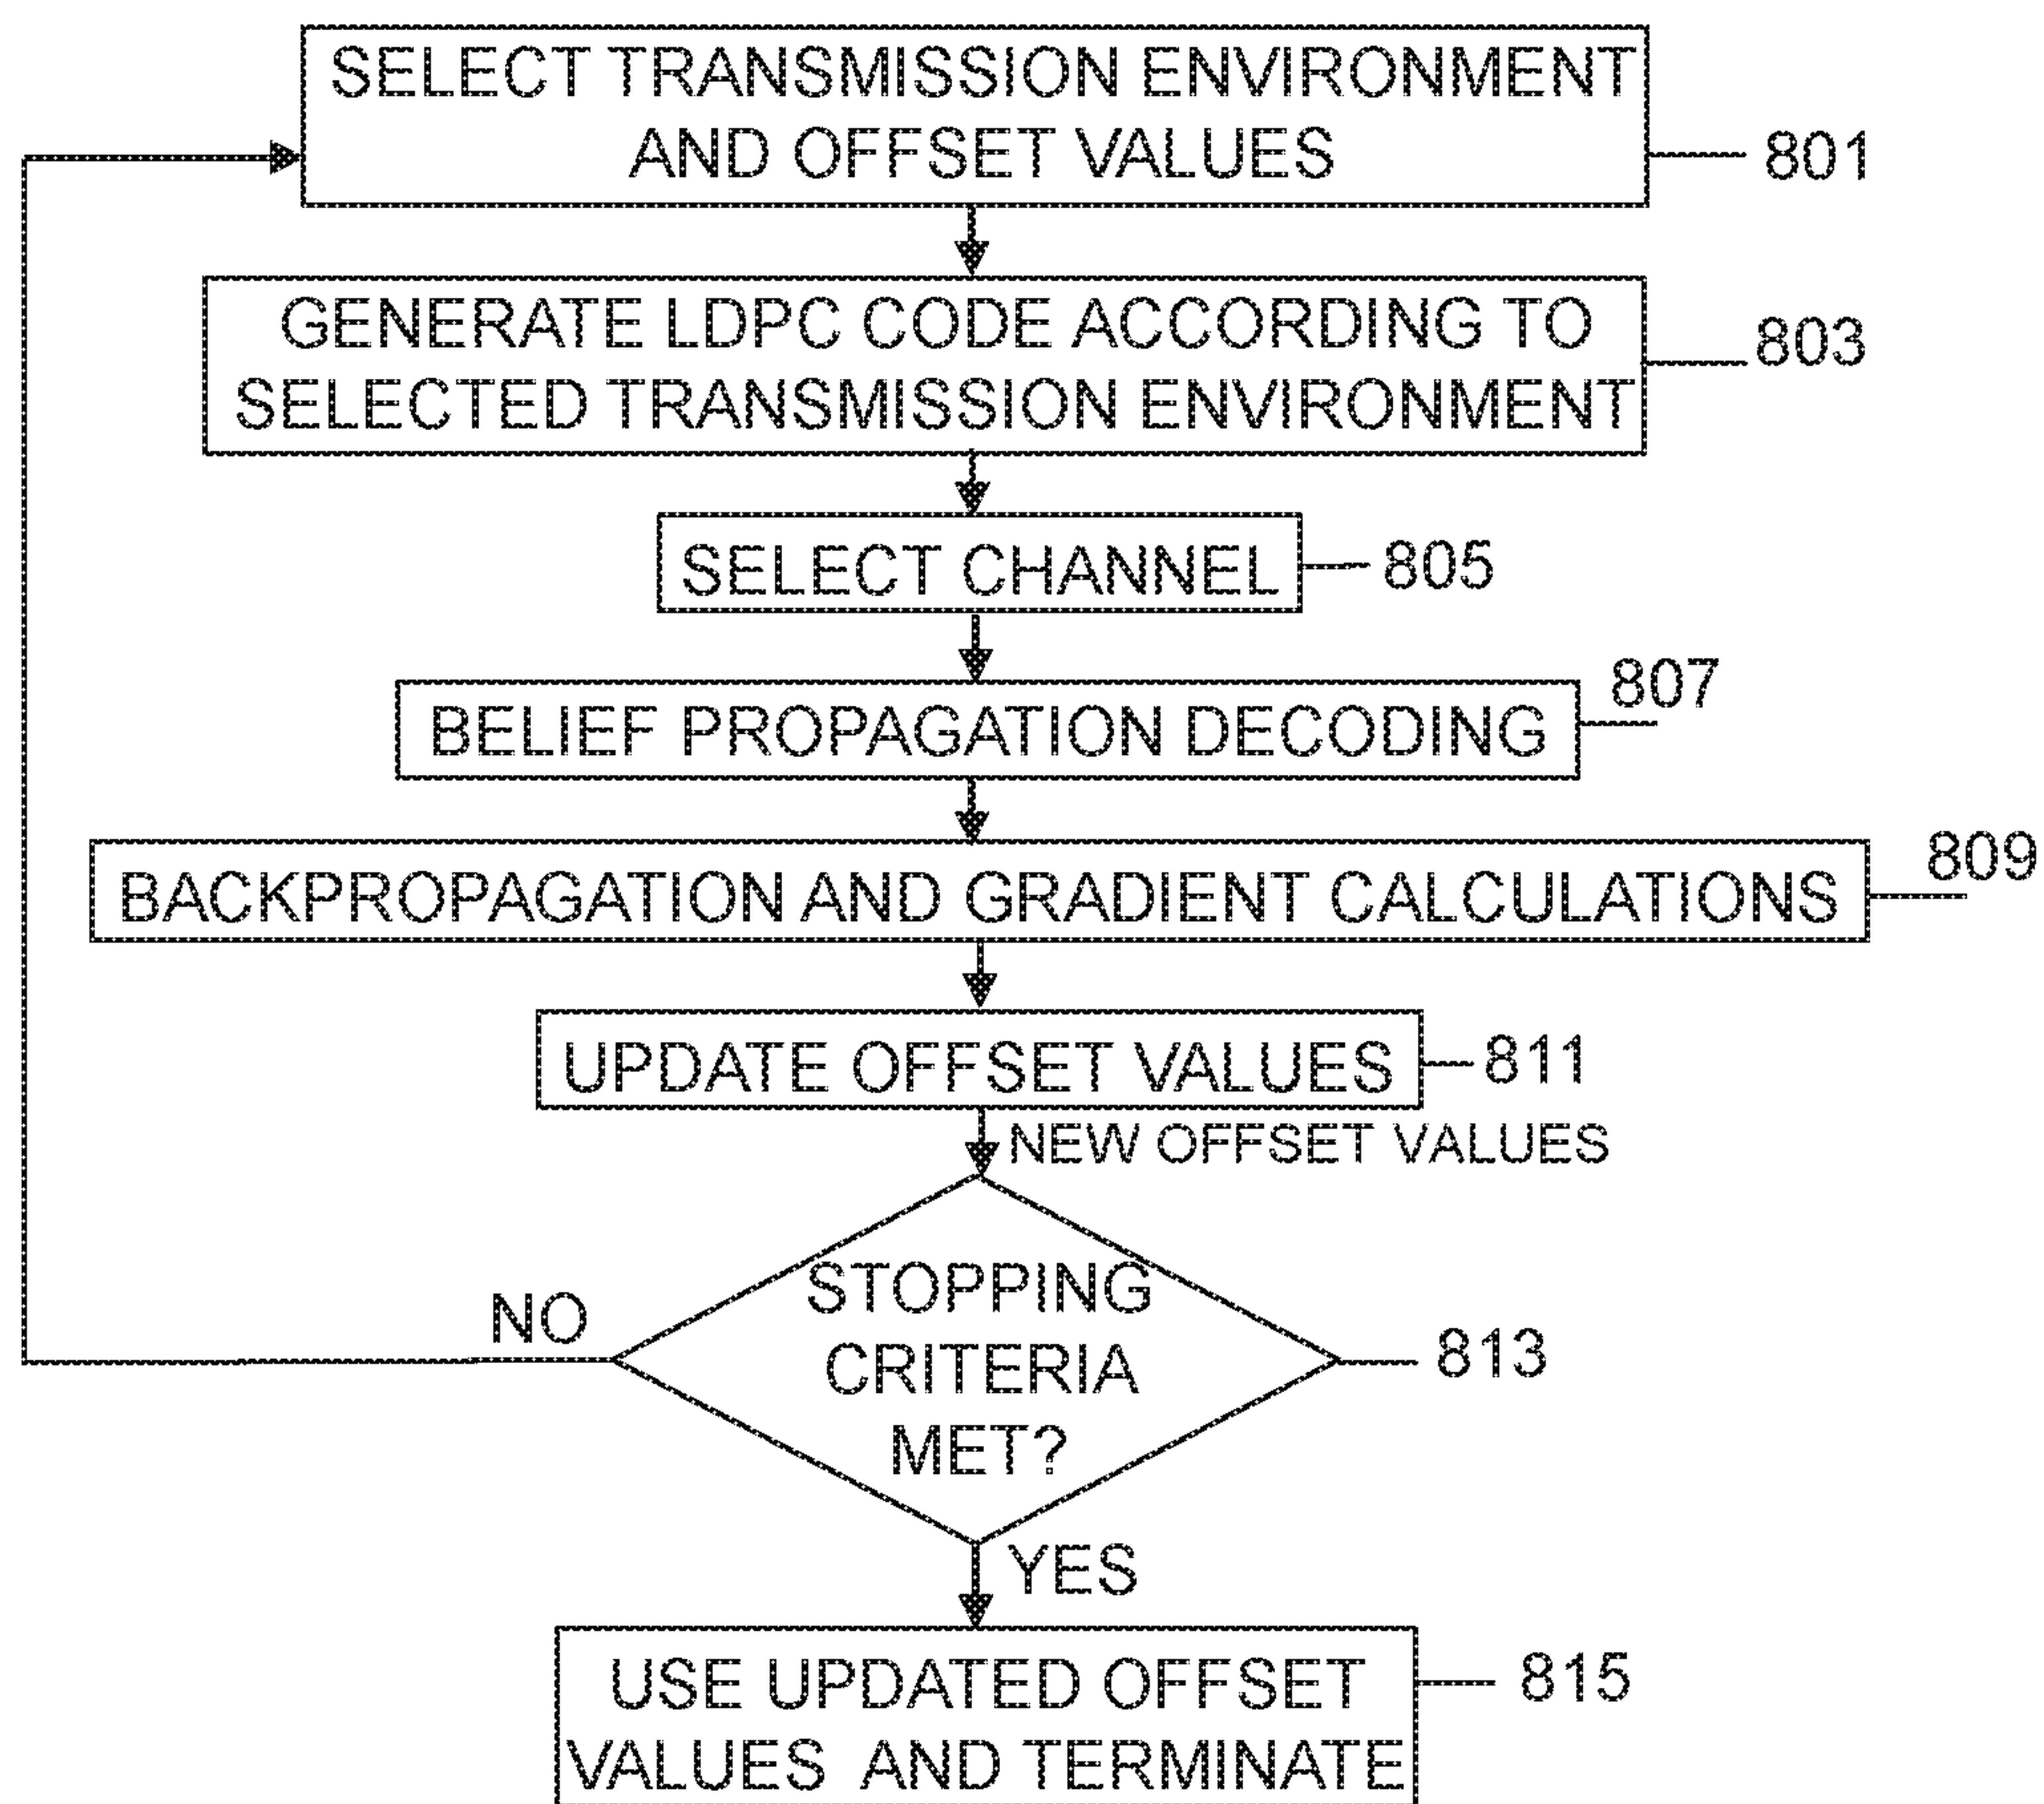 SELECT TRANSMISSION ENVIRONMENT
AND OFFSET VALUES
801
GENERATE LDPC CODE ACCORDING TO
SELECTED TRANSMISSION ENVIRONMENT
803
SELECT CHANNEL
805
BELIEF PROPAGATION DECODING
807
BACKPROPAGATION AND GRADIENT CALCULATIONS
809
UPDATE OFFSET VALUES
811
NEW OFFSET VALUES
STOPPING
CRITERIA
MET?
813
NO
YES
USE UPDATED OFFSET
VALUES AND TERMINATE
815